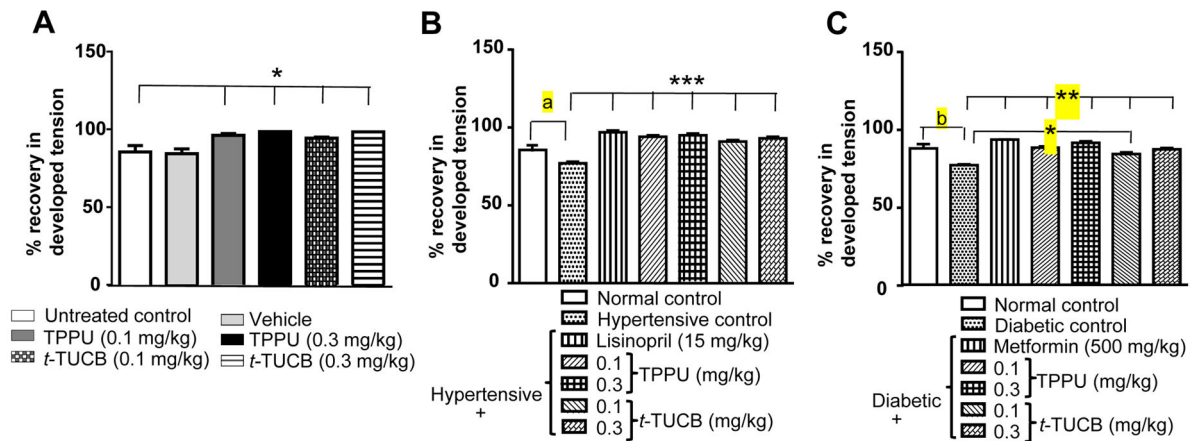 A
% recovery in
developed tension
150
100
50
0
*
Untreated control
Vehicle
TPPU (0.1 mg/kg)
TPPU (0.3 mg/kg)
t-TUCB (0.1 mg/kg)
t-TUCB (0.3 mg/kg)
B
% recovery in
developed tension
150
100
50
0
a
***
Normal control
Hypertensive control
Lisinopril (15 mg/kg)
0.1
0.3
TPPU (mg/kg)
0.1
0.3
t-TUCB (mg/kg)
Hypertensive
+
C
% recovery in
developed tension
150
100
50
0
b
**
*
Normal control
Diabetic control
Metformin (500 mg/kg)
0.1
0.3
TPPU (mg/kg)
0.1
0.3
t-TUCB (mg/kg)
Diabetic
+